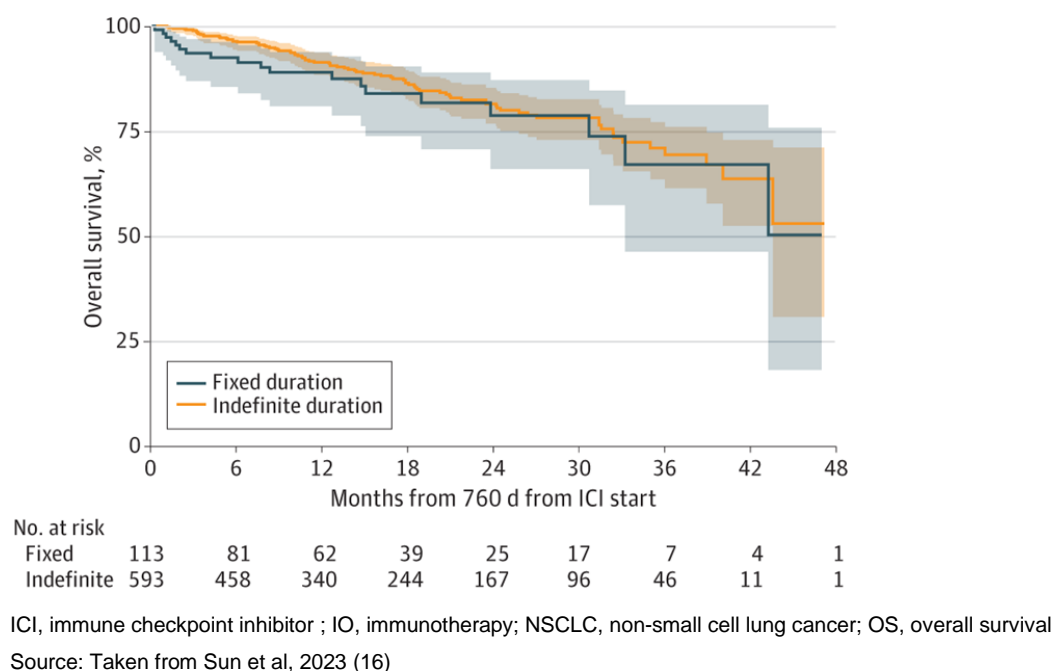 100
75
50
25
0
Overall survival, %
Fixed duration
Indefinite duration
0 6 12 18 24 30 36 42 48
Months from 760 d from ICI start
No. at risk
Fixed 113 81 62 39 25 17 7 4 1
Indefinite 593 458 340 244 167 96 46 11 1
ICI, immune checkpoint inhibitor ; IO, immunotherapy; NSCLC, non-small cell lung cancer; OS, overall survival
Source: Taken from Sun et al, 2023 (16)